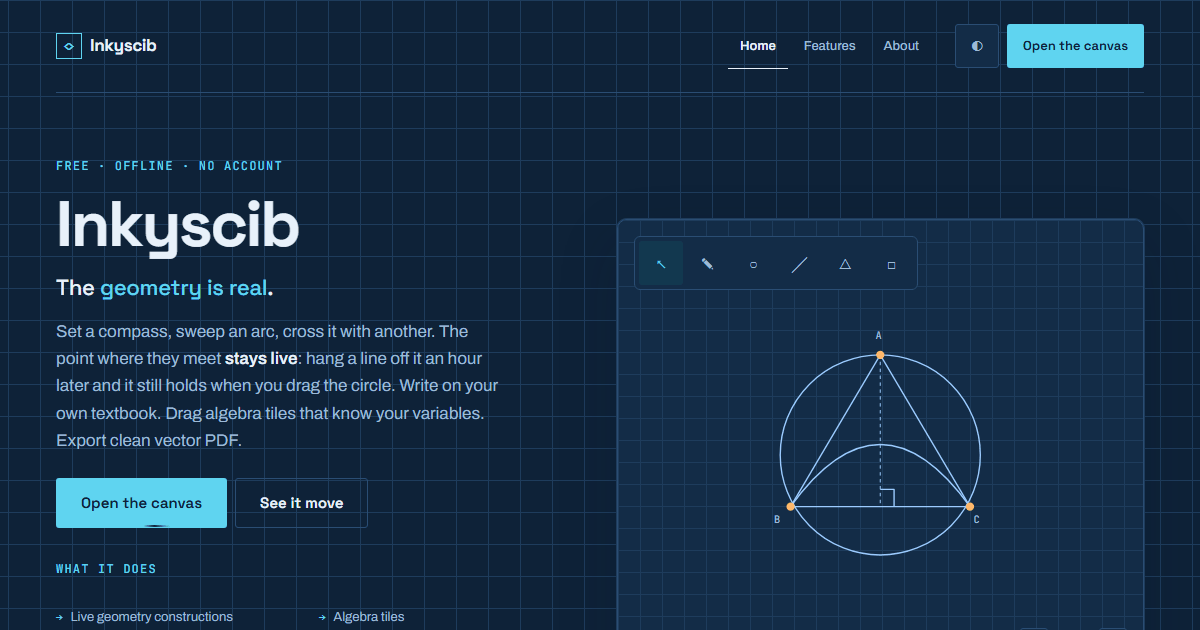 Inkyscib
Home
Features
About
Open the canvas
FREE · OFFLINE · NO ACCOUNT
Inkyscib
The geometry is real.
Set a compass, sweep an arc, cross it with another. The
point where they meet stays live: hang a line off it an hour
later and it still holds when you drag the circle. Write on your
own textbook. Drag algebra tiles that know your variables.
Export clean vector PDF.
Open the canvas
See it move
WHAT IT DOES
→ Live geometry constructions
→ Algebra tiles
A
B
C